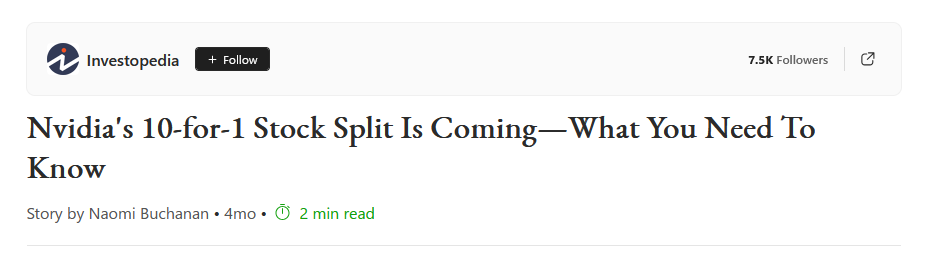 Investopedia + Follow 7.5K Followers
Nvidia's 10-for-1 Stock Split Is Coming—What You Need To
Know
Story by Naomi Buchanan • 4mo • 2 min read